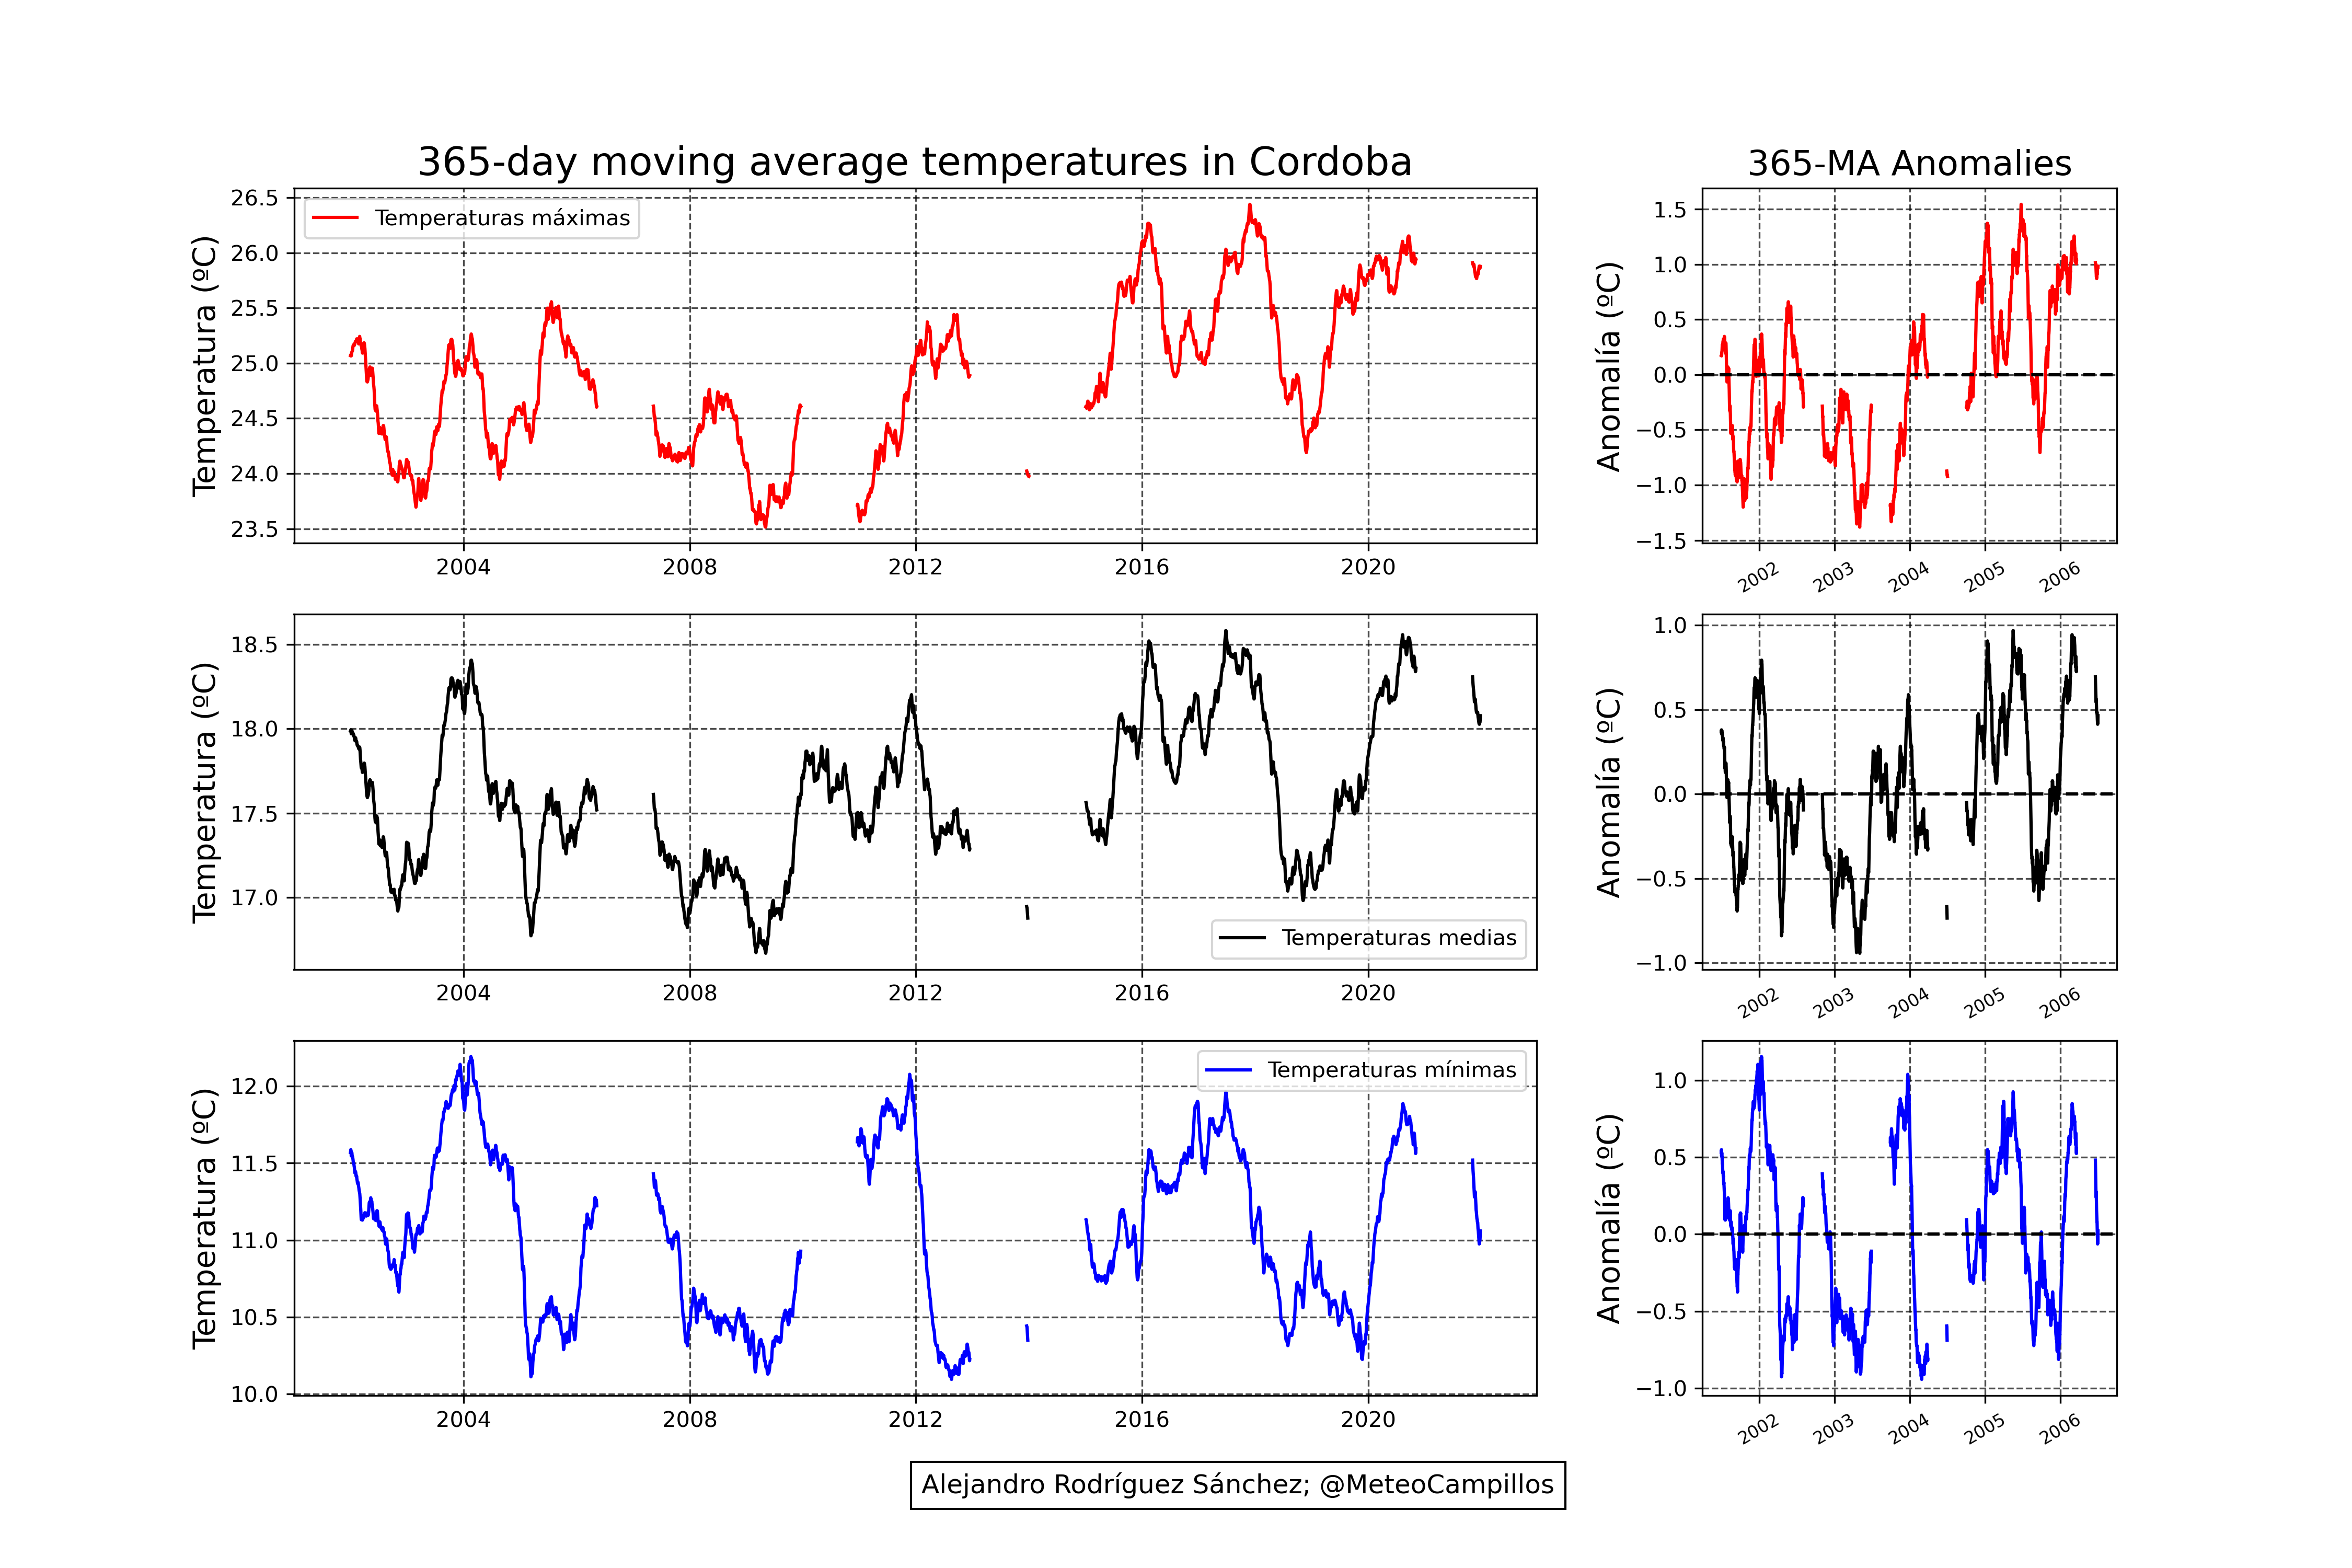 365-day moving average temperatures in Cordoba
365-MA Anomalies
Temperatura (ºC)
26.5
26.0
25.5
25.0
24.5
24.0
23.5
Temperaturas máximas
2004 2008 2012 2016 2020
Anomalía (ºC)
1.5
1.0
0.5
0.0
−0.5
−1.0
−1.5
2002 2003 2004 2005 2006
Temperatura (ºC)
18.5
18.0
17.5
17.0
Temperaturas medias
2004 2008 2012 2016 2020
Anomalía (ºC)
1.0
0.5
0.0
−0.5
−1.0
2002 2003 2004 2005 2006
Temperatura (ºC)
12.0
11.5
11.0
10.5
10.0
Temperaturas mínimas
2004 2008 2012 2016 2020
Anomalía (ºC)
1.0
0.5
0.0
−0.5
−1.0
2002 2003 2004 2005 2006
Alejandro Rodríguez Sánchez; @MeteoCampillos